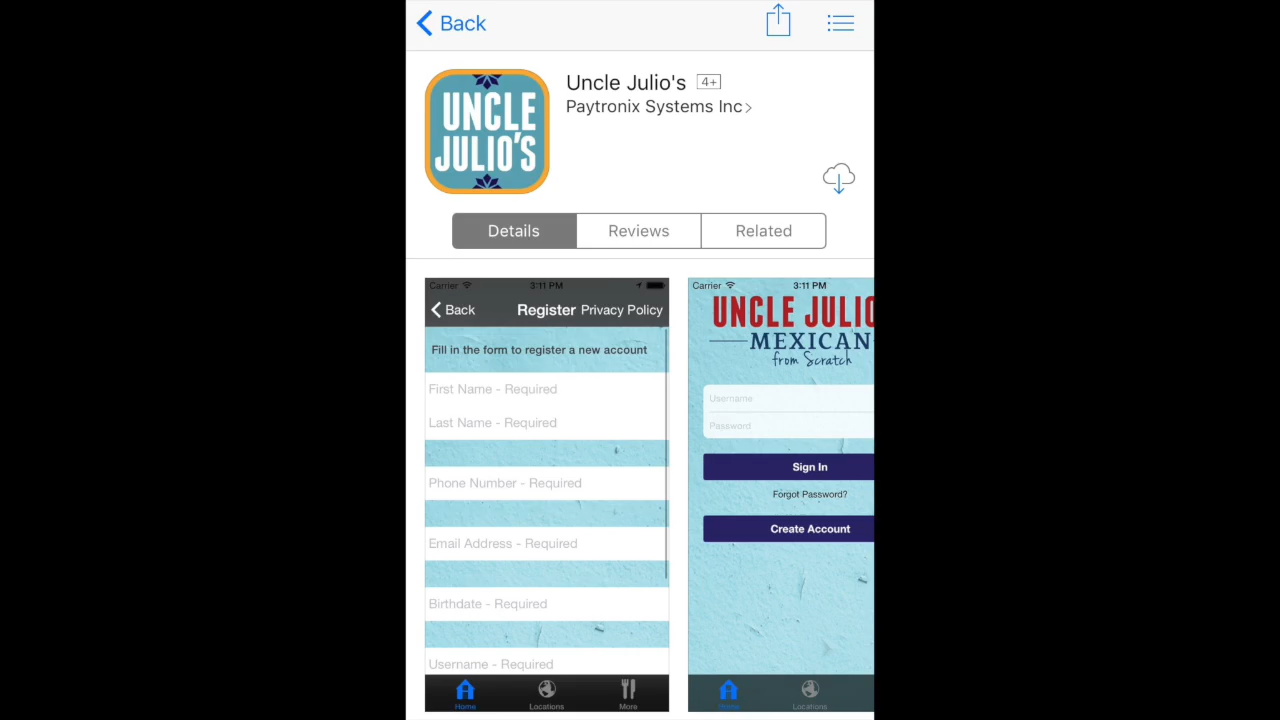 Back
UNCLE
JULIO'S
Uncle Julio's 4+
Paytronix Systems Inc
Details Reviews Related
Carrier 3:11 PM
Back Register Privacy Policy
Fill in the form to register a new account
First Name - Required
Last Name - Required
Phone Number - Required
Email Address - Required
Birthdate - Required
Username - Required
Home Locations More
Carrier 3:11 PM
UNCLE JULIO
MEXICAN
from Scratch
Username
Password
Sign In
Forgot Password?
Create Account
Home Locations